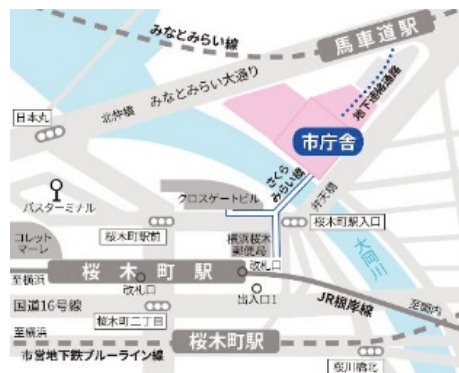 みなとみらい線
馬車道駅
みなとみらい大通り
地下連絡通路
日本丸
北仲橋
市庁舎
さくら
みらい橋
弁天橋
バスターミナル
クロスゲートビル
桜木町駅前
桜木町駅入口
コレット
マーレ
横浜桜木
郵便局
大岡川
至横浜
桜木町駅
改札口
改札口
出入口1
JR根岸線
至関内
国道16号線
桜木町二丁目
至横浜
桜木町駅
市営地下鉄ブルーライン線
桜川橋北